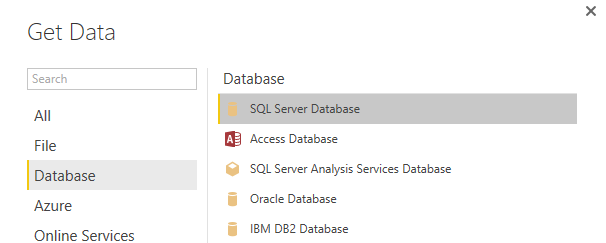 Get Data
Search
All
File
Database
Azure
Online Services
Database
SQL Server Database
Access Database
SQL Server Analysis Services Database
Oracle Database
IBM DB2 Database